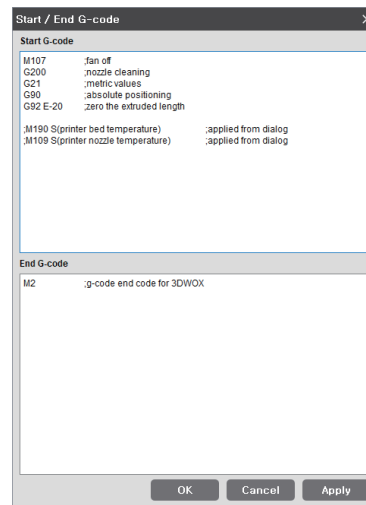 Start / End G-code
Start G-code
M107 ;fan off
G200 ;nozzle cleaning
G21 ;metric values
G90 ;absolute positioning
G92 E-20 ;zero the extruded length
;M190 S(printer bed temperature) ;applied from dialog
;M109 S(printer nozzle temperature) ;applied from dialog
End G-code
M2 ;g-code end code for 3DWOX
OK Cancel Apply